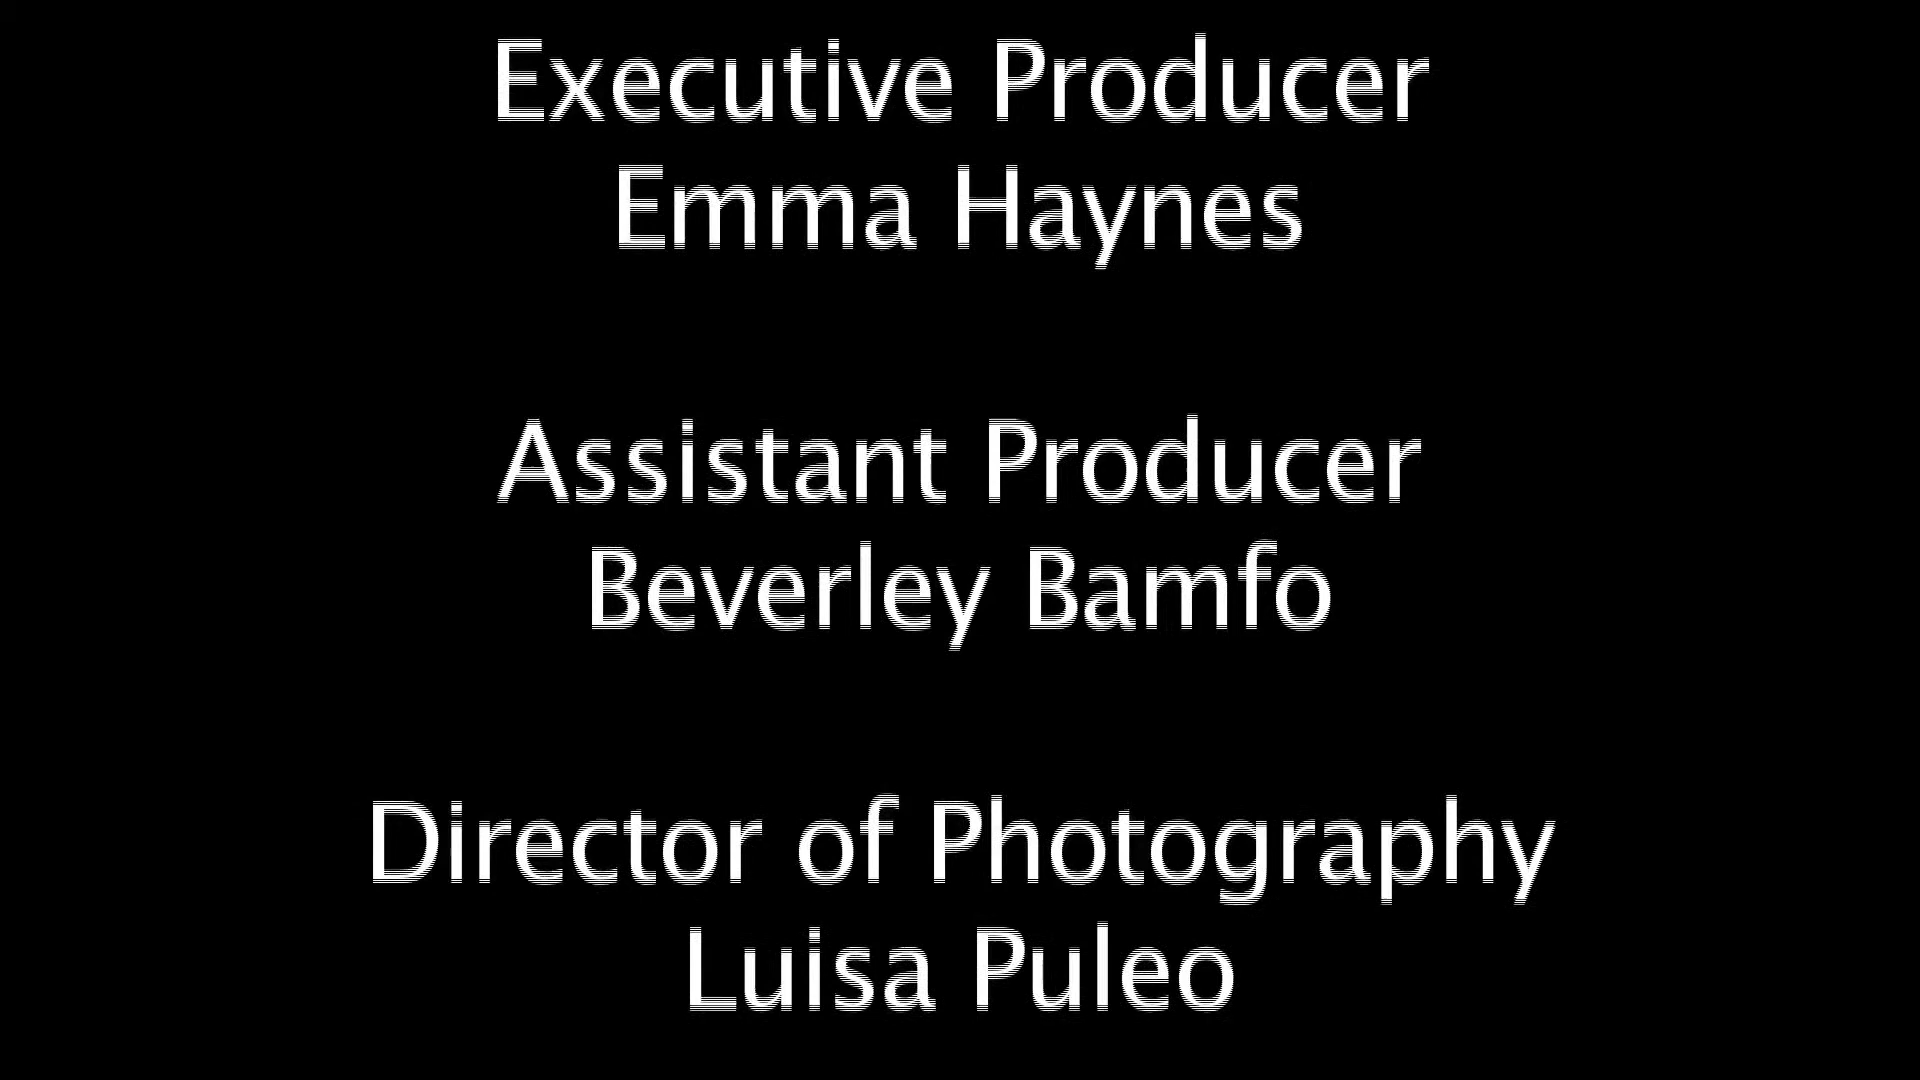 Executive Producer
Emma Haynes
Assistant Producer
Beverley Bamfo
Director of Photography
Luisa Puleo